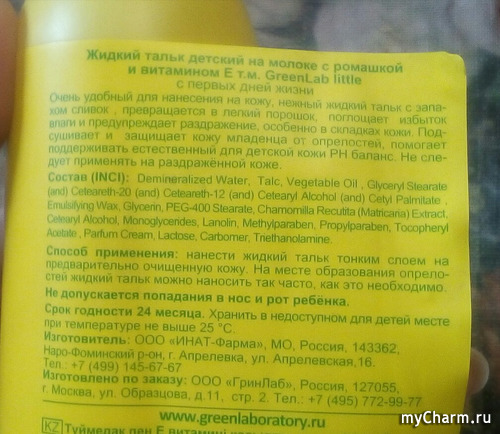 Жидкий тальк детский на молоке с ромашкой
и витамином Е т.м. GreenLab little
с первых дней жизни
Очень удобный для нанесения на кожу, нежный жидкий тальк с запа-
хом сливок , превращается в легкий порошок, поглощает избыток
влаги и предупреждает раздражение, особенно в складках кожи. Под-
сушивает и защищает кожу младенца от опрелостей, помогает
поддерживать естественный для детской кожи РН баланс. Не сле-
дует применять на раздражённой коже.
Состав (INCI): Demineralized Water, Talc, Vegetable Oil , Glyceryl Stearate
(and) Ceteareth-20 (and) Ceteareth-12 (and) Cetearyl Alcohol (and) Cetyl Palmitate ,
Emulsifying Wax, Glycerin, PEG-400 Stearate, Chamomilla Recutita (Matricaria) Extract,
Cetearyl Alcohol, Monoglycerides, Lanolin, Methylparaben, Propylparaben, Tocopheryl
Acetate , Parfum Cream, Lactose, Carbomer, Triethanolamine.
Способ применения: нанести жидкий тальк тонким слоем на
предварительно очищенную кожу. На месте образования опрело-
стей жидкий тальк можно наносить так часто, как это необходимо.
Не допускается попадания в нос и рот ребёнка.
Срок годности 24 месяца. Хранить в недоступном для детей месте
при температуре не выше 25 °С.
Изготовитель: ООО «ИНАТ-Фарма», МО, Россия, 143362,
Наро-Фоминский р-он, г. Апрелевка, ул. Апрелевская,16.
Тел.: +7 (499) 145-67-67
Изготовлено по заказу: ООО «ГринЛаб», Россия, 127055,
г. Москва, ул. Образцова, д.11, стр. 2. Тел.: +7 (495) 772-99-77
www.greenlaboratory.ru
KZ Туймедақ пен Е витамині
myCharm.ru